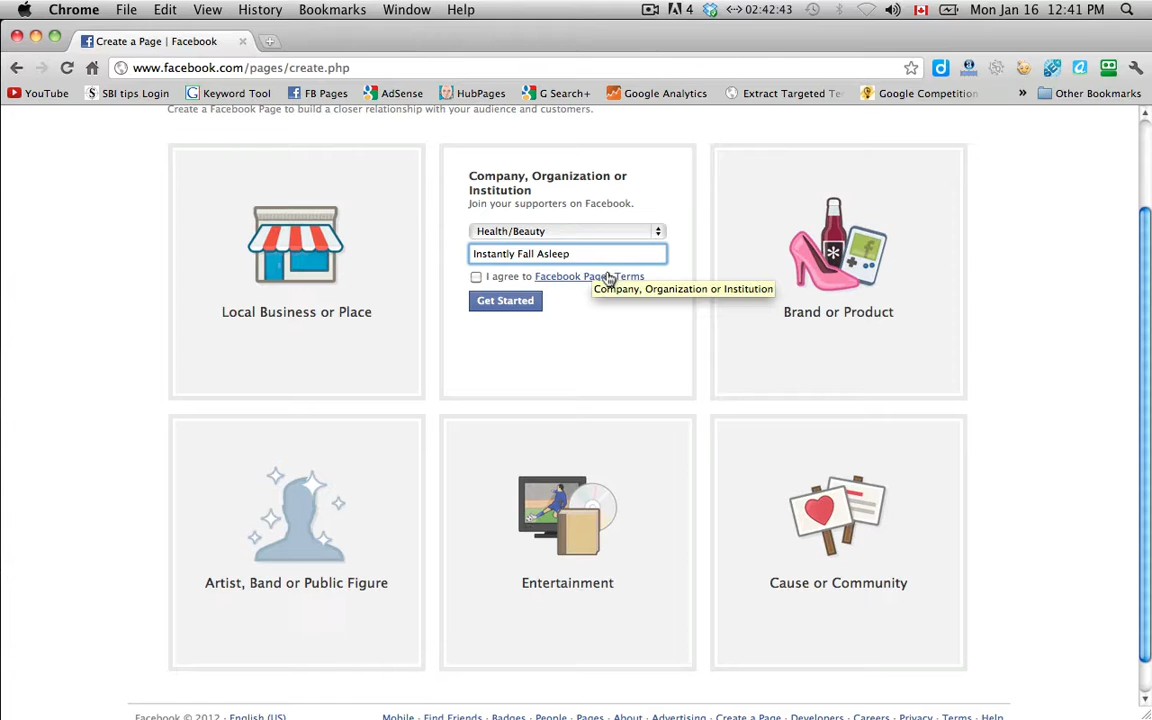 Chrome File Edit View History Bookmarks Window Help 4 02:42:43 Mon Jan 16 12:41 PM
Create a Page | Facebook
www.facebook.com/pages/create.php
YouTube SBI tips Login Keyword Tool FB Pages AdSense HubPages G Search+ Google Analytics Extract Targeted Te Google Competition » Other Bookmarks
Create a Facebook Page to build a closer relationship with your audience and customers.
Company, Organization or
Institution
Join your supporters on Facebook.
Health/Beauty
Instantly Fall Asleep
I agree to Facebook Pages Terms
Company, Organization or Institution
Get Started
Local Business or Place
Brand or Product
Artist, Band or Public Figure
Entertainment
Cause or Community
Facebook © 2012 · English (US)
Mobile · Find Friends · Badges · People · Pages · About · Advertising · Create a Page · Developers · Careers · Privacy · Terms · Help